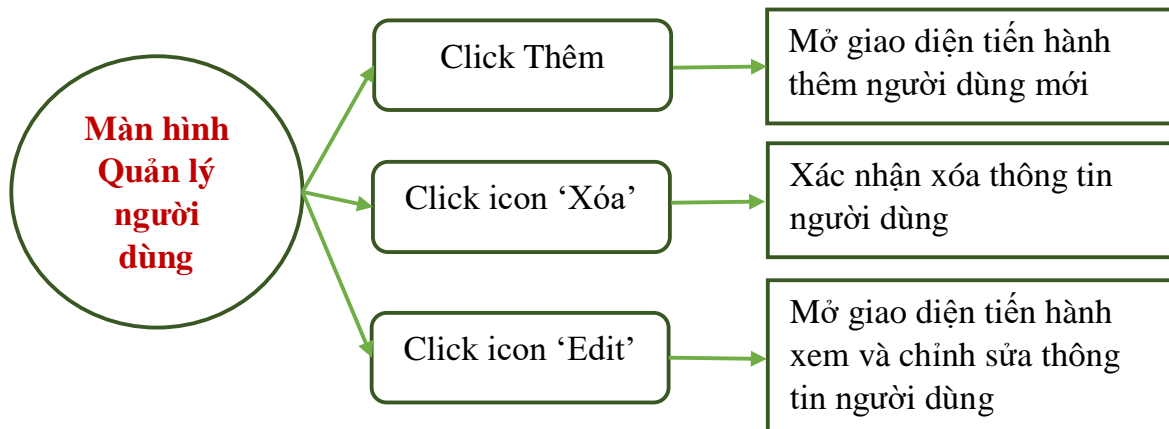 Màn hình
Quản lý
người
dùng
Click Thêm
Mở giao diện tiến hành
thêm người dùng mới
Click icon ‘Xóa’
Xác nhận xóa thông tin
người dùng
Click icon ‘Edit’
Mở giao diện tiến hành
xem và chỉnh sửa thông
tin người dùng